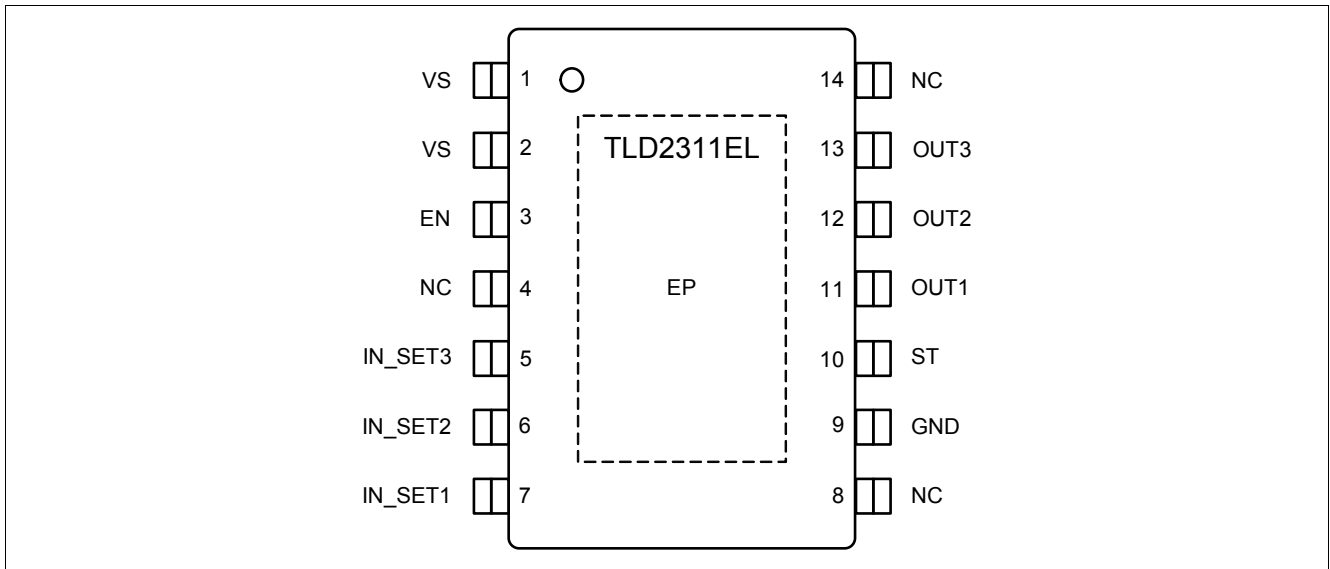 VS 1 14 NC
VS 2 TLD2311EL 13 OUT3
EN 3 12 OUT2
NC 4 EP 11 OUT1
IN_SET3 5 10 ST
IN_SET2 6 9 GND
IN_SET1 7 8 NC